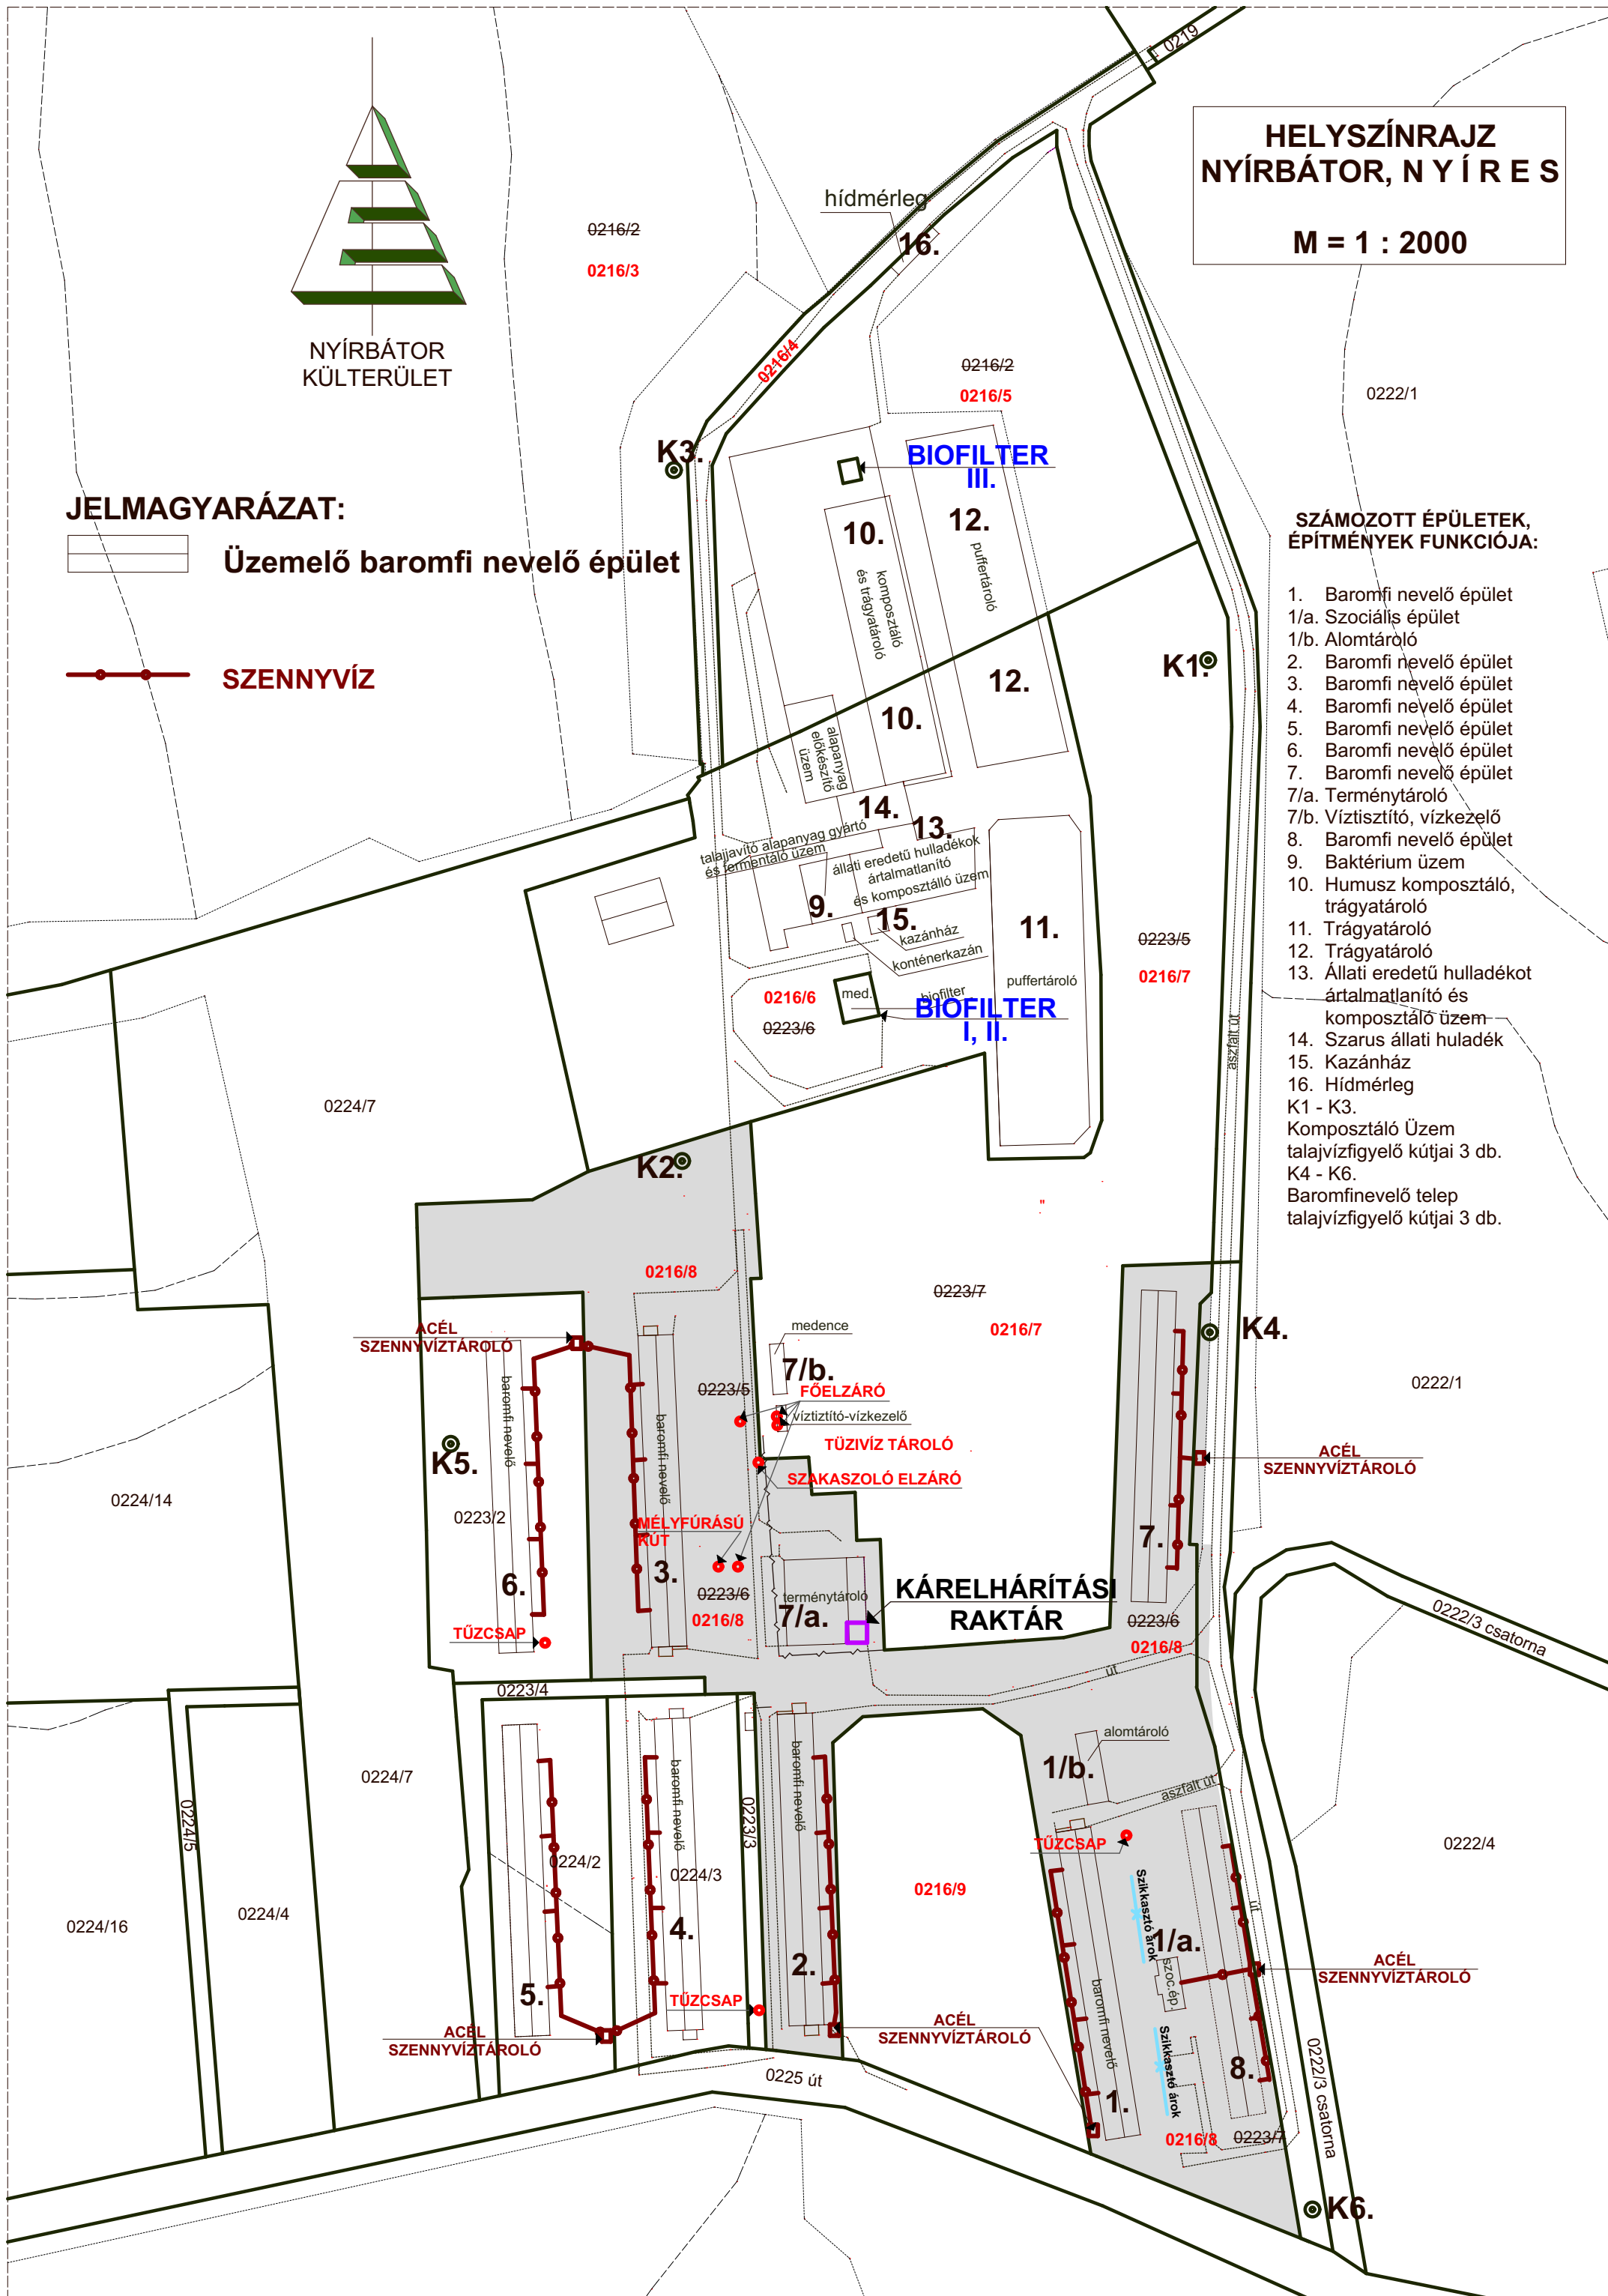 0219
HELYSZÍNRAJZ
NYÍRBÁTOR, N Y Í R E S
M = 1 : 2000
NYÍRBÁTOR
KÜLTERÜLET
0216/2
0216/3
hídmérleg
16.
0216/4
0216/2
0216/5
0222/1
K3.
BIOFILTER
III.
JELMAGYARÁZAT:
Üzemelő baromfi nevelő épület
SZENNYVÍZ
10.
komposztáló
és trágyatároló
12.
puffertároló
K1.
12.
10.
alapanyag
előkészítő
üzem
14.
13.
talajjavító alapanyag gyártó
és fermentáló üzem
állati eredetű hulladékok
ártalmatlanító
és komposztálló üzem
9.
15.
kazánház
konténerkazán
11.
puffertároló
0223/5
0216/7
0216/6
0223/6
med.
biofilter
BIOFILTER
I, II.
aszfalt út
SZÁMOZOTT ÉPÜLETEK,
ÉPÍTMÉNYEK FUNKCIÓJA:
1. Baromfi nevelő épület
1/a. Szociális épület
1/b. Alomtároló
2. Baromfi nevelő épület
3. Baromfi nevelő épület
4. Baromfi nevelő épület
5. Baromfi nevelő épület
6. Baromfi nevelő épület
7. Baromfi nevelő épület
7/a. Terménytároló
7/b. Víztisztító, vízkezelő
8. Baromfi nevelő épület
9. Baktérium üzem
10. Humusz komposztáló,
trágyatároló
11. Trágyatároló
12. Trágyatároló
13. Állati eredetű hulladékot
ártalmatlanító és
komposztáló üzem
14. Szarus állati huladék
15. Kazánház
16. Hídmérleg
K1 - K3.
Komposztáló Üzem
talajvízfigyelő kútjai 3 db.
K4 - K6.
Baromfinevelő telep
talajvízfigyelő kútjai 3 db.
0224/7
K2.
0216/8
0223/7
0216/7
ACÉL
SZENNYVÍZTÁROLÓ
medence
7/b.
0223/5
FŐELZÁRÓ
víztiztító-vízkezelő
TÜZIVÍZ TÁROLÓ
SZAKASZOLÓ ELZÁRÓ
K4.
0222/1
ACÉL
SZENNYVÍZTÁROLÓ
K5.
0223/2
baromfi nevelő
baromfi nevelő
0224/14
MÉLYFÚRÁSÚ
KÚT
6.
3.
0223/6
0216/8
terménytároló
7/a.
KÁRELHÁRÍTÁSI
RAKTÁR
7.
0223/6
0216/8
TŰZCSAP
0222/3 csatorna
út
0223/4
0224/7
0224/5
0224/16
0224/4
0224/2
baromfi nevelő
0224/3
0223/3
baromfi nevelő
alomtároló
1/b.
aszfalt út
TŰZCSAP
0222/4
0216/9
Szikkasztó árok
1/a.
szoc.ép.
út
4.
2.
5.
TŰZCSAP
ACÉL
SZENNYVÍZTÁROLÓ
ACÉL
SZENNYVÍZTÁROLÓ
ACÉL
SZENNYVÍZTÁROLÓ
baromfi nevelő
Szikkasztó árok
8.
1.
0225 út
0216/8
0223/7
0222/3 csatorna
K6.